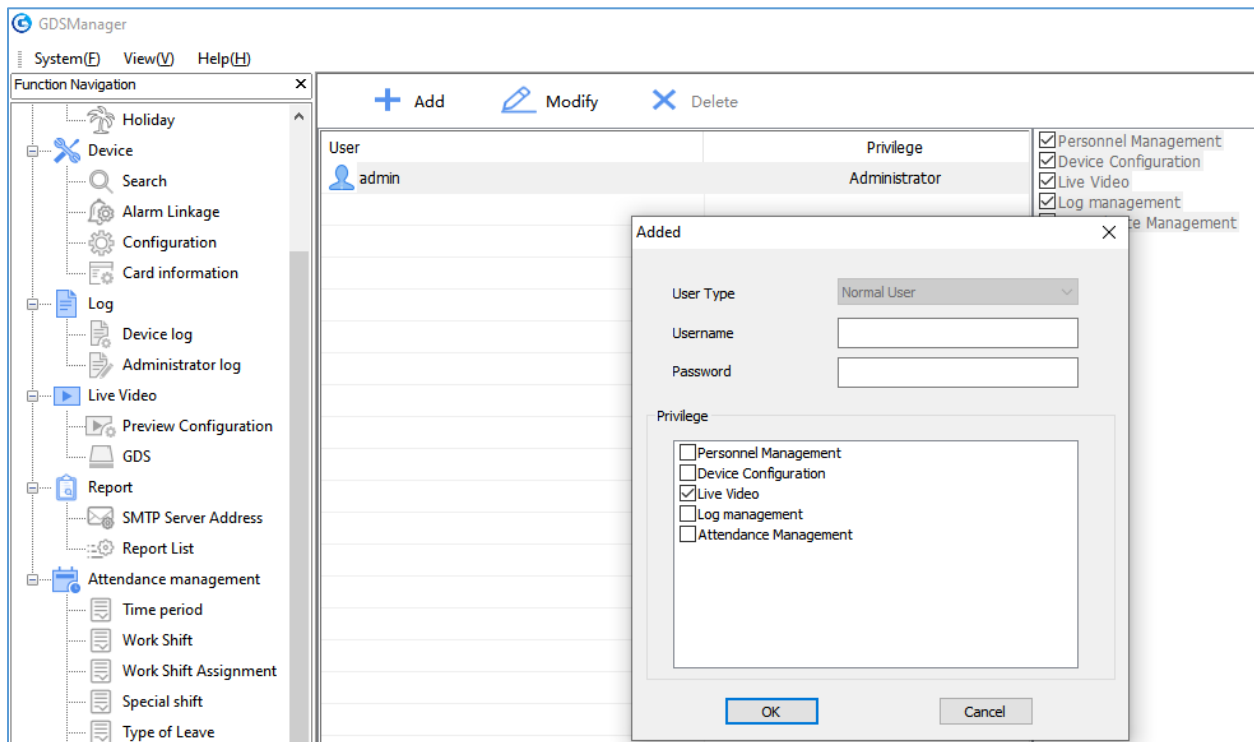 GDSManager
System(F) View(V) Help(H)
Function Navigation
Holiday
Device
Search
Alarm Linkage
Configuration
Card information
Log
Device log
Administrator log
Live Video
Preview Configuration
GDS
Report
SMTP Server Address
Report List
Attendance management
Time period
Work Shift
Work Shift Assignment
Special shift
Type of Leave
Add Modify Delete
User Privilege
admin Administrator
Personnel Management
Device Configuration
Live Video
Log management
Management
Added
User Type Normal User
Username
Password
Privilege
Personnel Management
Device Configuration
Live Video
Log management
Attendance Management
OK Cancel